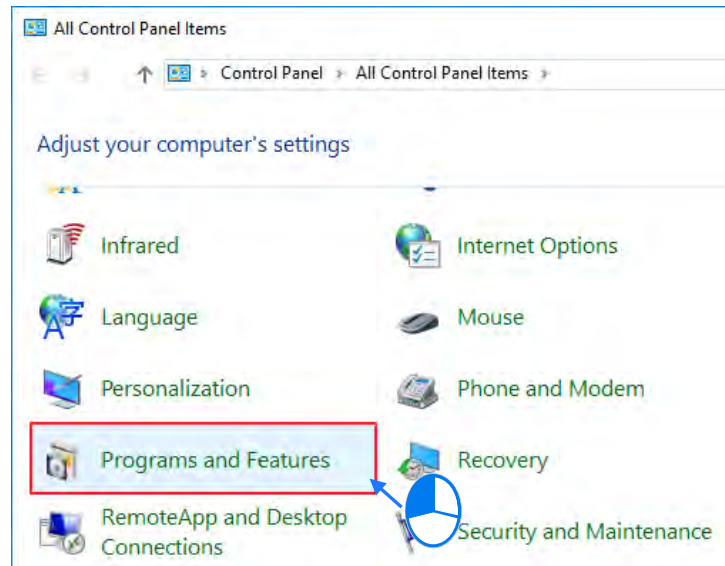 All Control Panel Items
Control Panel All Control Panel Items
Adjust your computer's settings
Infrared
Internet Options
Language
Mouse
Personalization
Phone and Modem
Programs and Features
Recovery
RemoteApp and Desktop
Connections
Security and Maintenance